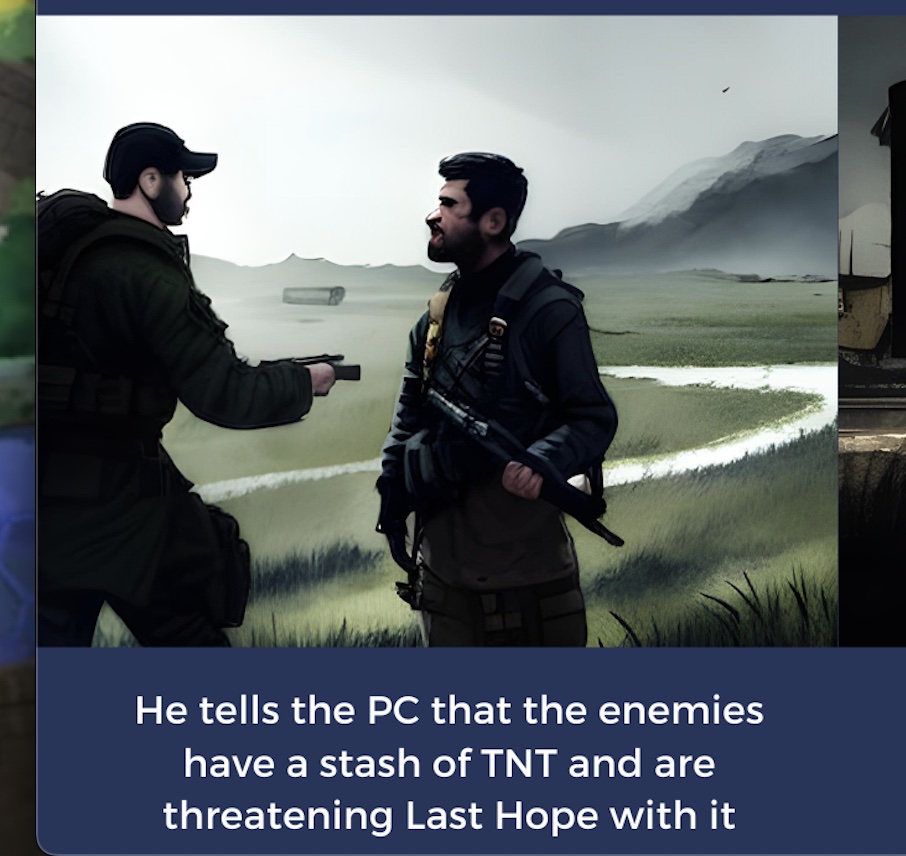 He tells the PC that the enemies
have a stash of TNT and are
threatening Last Hope with it